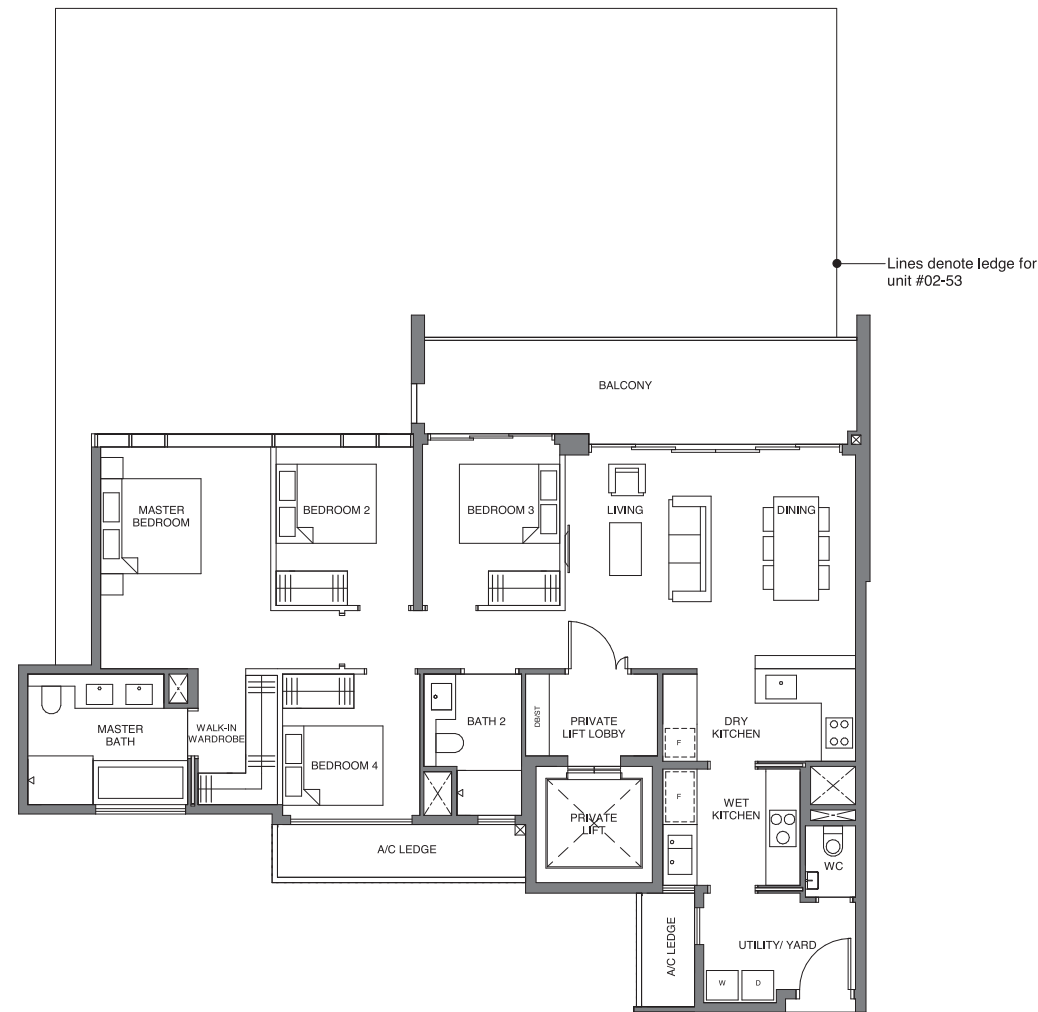 Lines denote ledge for
unit #02-53
BALCONY
MASTER
BEDROOM
BEDROOM 2
BEDROOM 3
LIVING
DINING
MASTER
BATH
WALK-IN
WARDROBE
BEDROOM 4
BATH 2
DB/ST
PRIVATE
LIFT LOBBY
F
DRY
KITCHEN
F
WET
KITCHEN
PRIVATE
LIFT
A/C LEDGE
WC
A/C LEDGE
UTILITY/ YARD
W
D